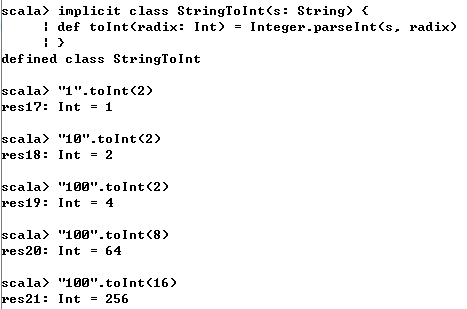 scala> implicit class StringToInt(s: String) {
| def toInt(radix: Int) = Integer.parseInt(s, radix)
| }
defined class StringToInt
scala> "1".toInt(2)
res17: Int = 1
scala> "10".toInt(2)
res18: Int = 2
scala> "100".toInt(2)
res19: Int = 4
scala> "100".toInt(8)
res20: Int = 64
scala> "100".toInt(16)
res21: Int = 256